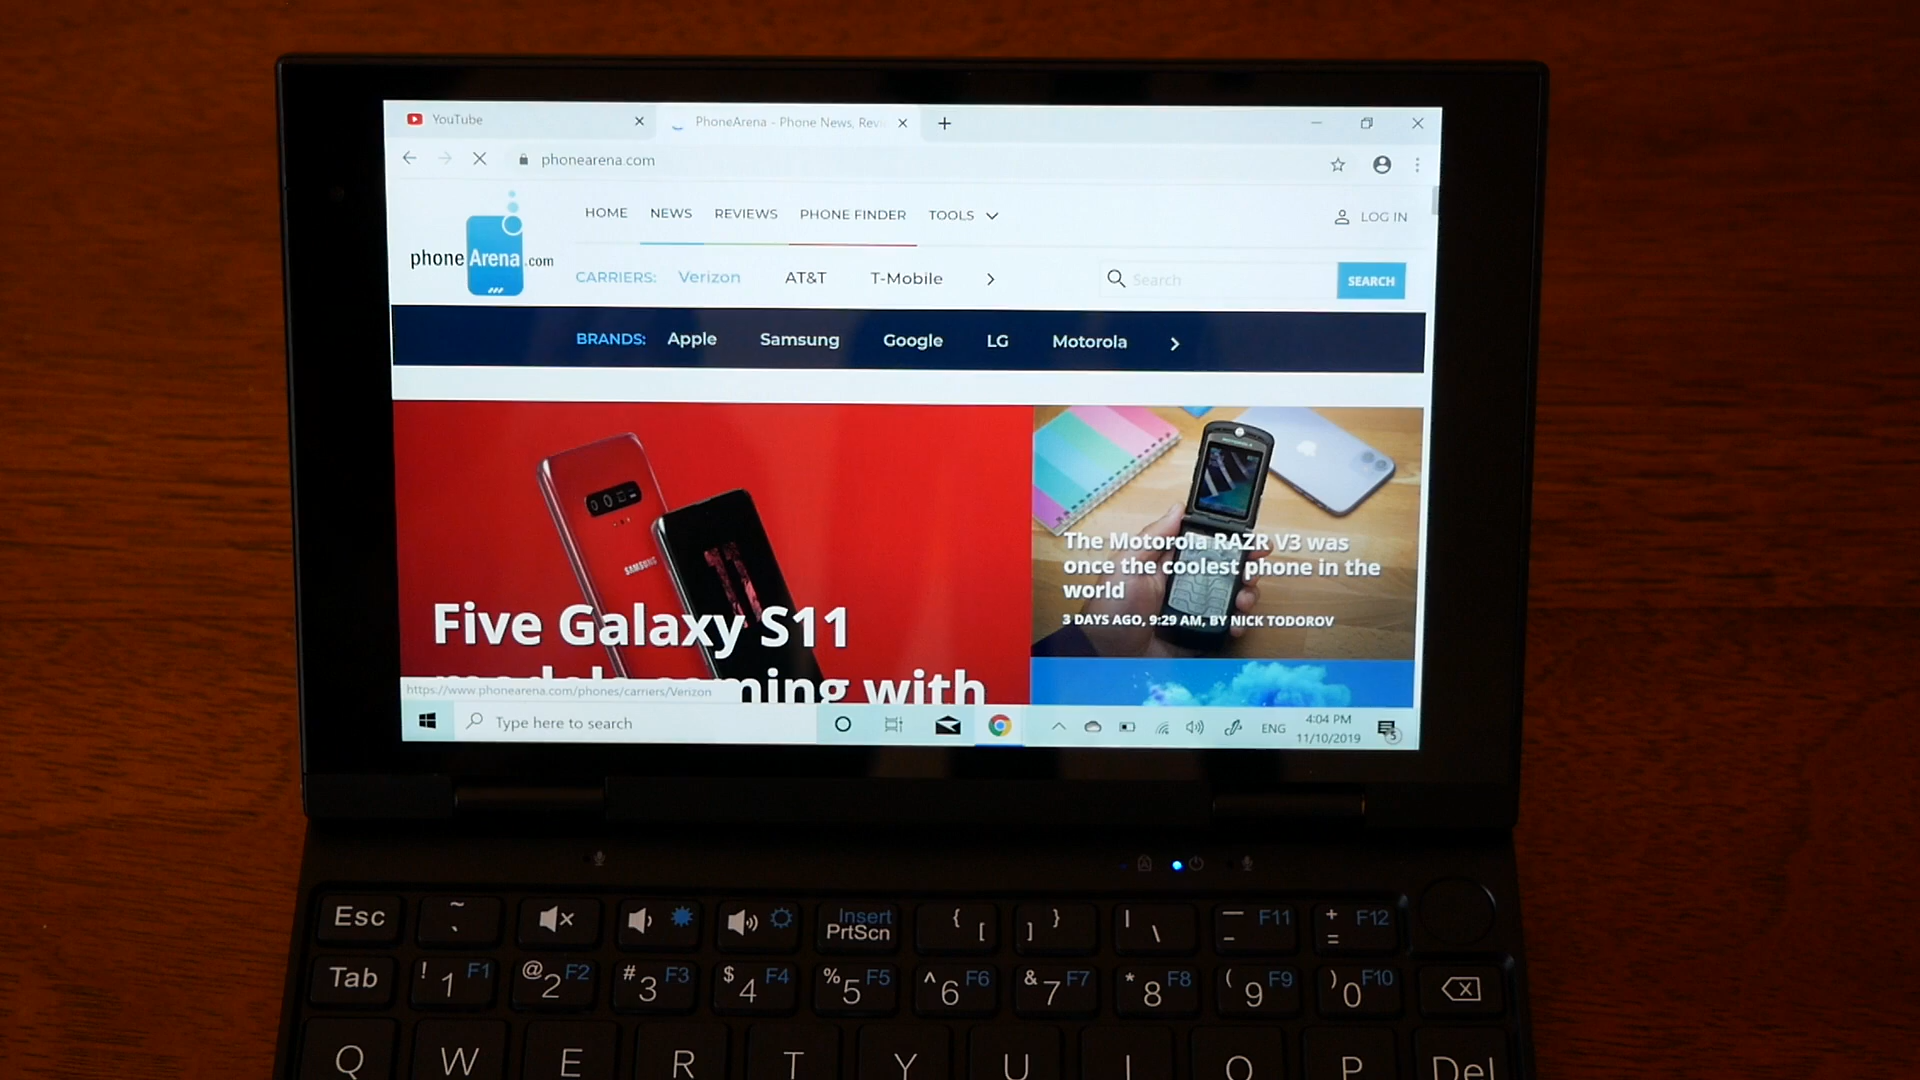 YouTube
PhoneArena - Phone News, Revi
phonearena.com
HOME NEWS REVIEWS PHONE FINDER TOOLS
LOG IN
phoneArena.com
CARRIERS: Verizon AT&T T-Mobile
Search SEARCH
BRANDS: Apple Samsung Google LG Motorola
SAMSUNG
11
Five Galaxy S11
coming with
The Motorola RAZR V3 was
once the coolest phone in the
world
3 DAYS AGO, 9:29 AM, BY NICK TODOROV
https://www.phonearena.com/phones/carriers/Verizon
Type here to search
ENG
4:04 PM
11/10/2019
5
Esc ~ ` Insert PrtScn { [ ] } | \ — - F11 + = F12
Tab ! 1 F1 @ 2 F2 # 3 F3 $ 4 F4 % 5 F5 ^ 6 F6 & 7 F7 * 8 F8 ( 9 F9 ) 0 F10
Q W E R T Y U I O P Del